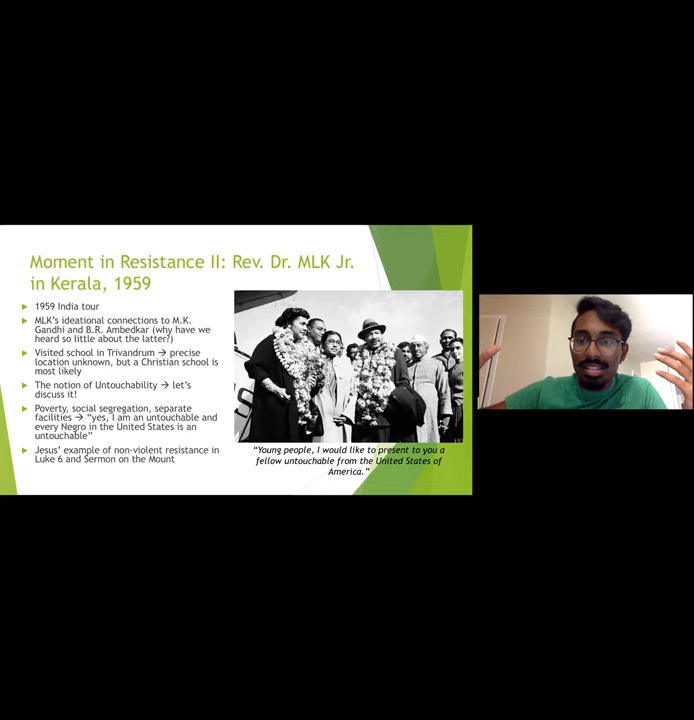 Moment in Resistance II: Rev. Dr. MLK Jr.
in Kerala, 1959
1959 India tour
MLK's ideational connections to M.K.
Gandhi and B.R. Ambedkar (why have we
heard so little about the latter?)
Visited school in Trivandrum → precise
location unknown, but a Christian school is
most likely
The notion of Untouchability → let's
discuss it!
Poverty, social segregation, separate
facilities → “yes, I am an untouchable and
every Negro in the United States is an
untouchable”
Jesus' example of non-violent resistance in
Luke 6 and Sermon on the Mount
“Young people, I would like to present to you a
fellow untouchable from the United States of
America.”